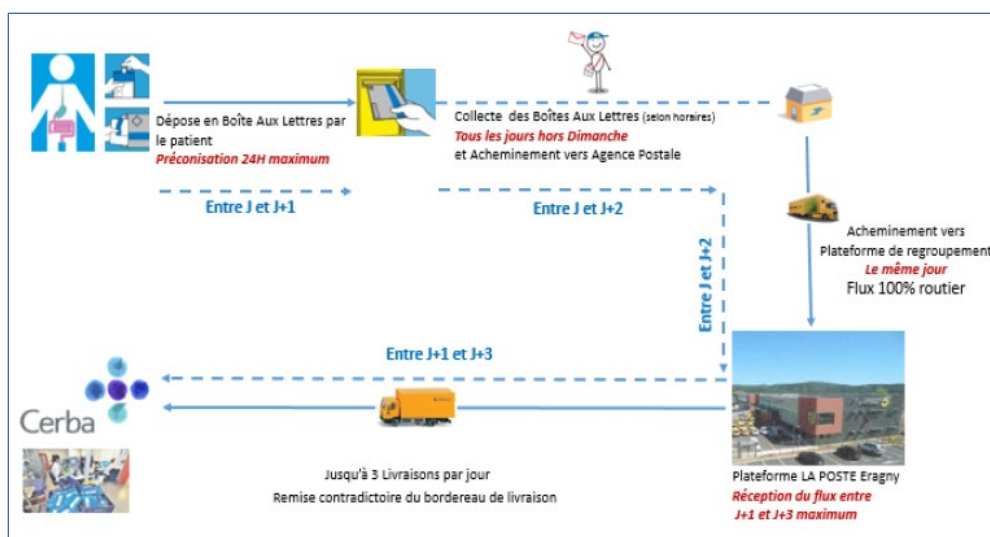 Dépose en Boîte Aux Lettres par
le patient
Préconisation 24H maximum
Collecte des Boîtes Aux Lettres (selon horaires)
Tous les jours hors Dimanche
et Acheminement vers Agence Postale
Entre J et J+1
Entre J et J+2
Entre J et J+2
Acheminement vers
Plateforme de regroupement
Le même jour
Flux 100% routier
Entre J+1 et J+3
Cerba
Jusqu'à 3 Livraisons par jour
Remise contradictoire du bordereau de livraison
Plateforme LA POSTE Eragny
Réception du flux entre
J+1 et J+3 maximum